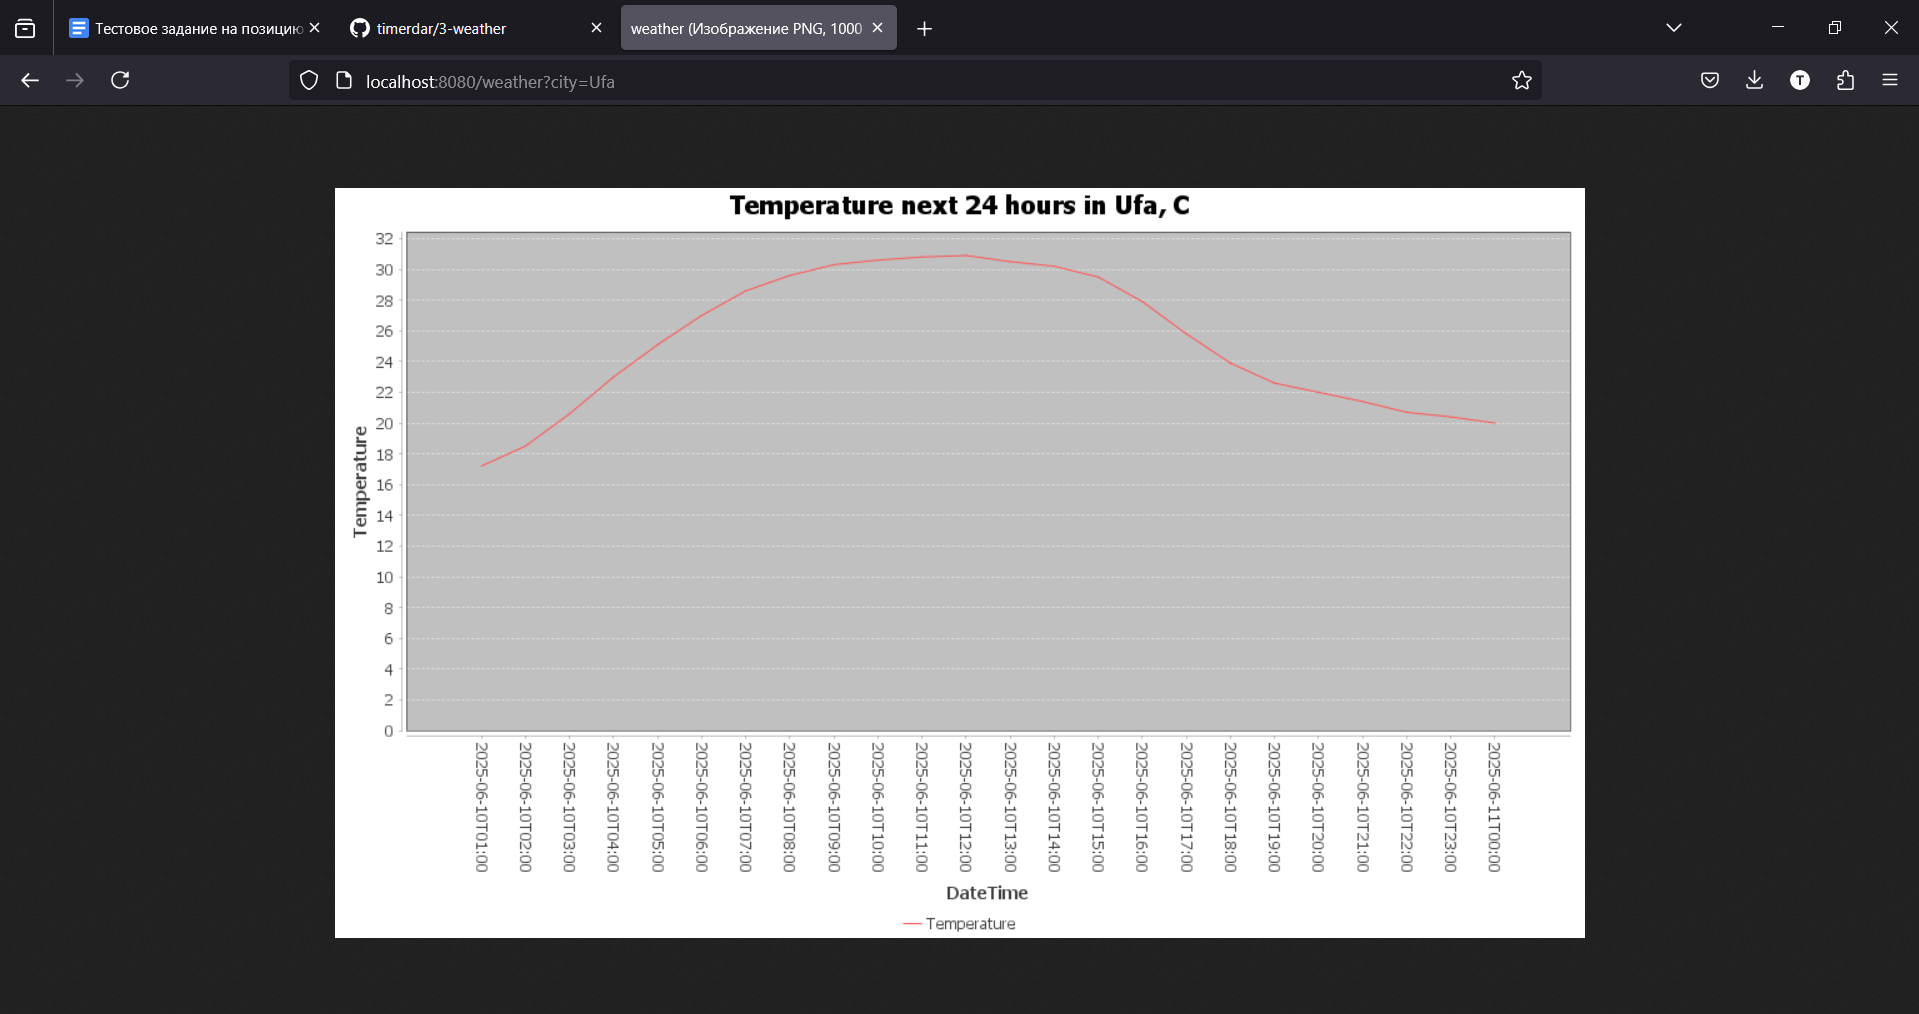 Тестовое задание на позицию
timerdar/3-weather
weather (Изображение PNG, 1000
localhost:8080/weather?city=Ufa
T
Temperature next 24 hours in Ufa, C
32
30
28
26
24
22
20
18
16
14
12
10
8
6
4
2
0
Temperature
2025-06-10T01:00
2025-06-10T02:00
2025-06-10T03:00
2025-06-10T04:00
2025-06-10T05:00
2025-06-10T06:00
2025-06-10T07:00
2025-06-10T08:00
2025-06-10T09:00
2025-06-10T10:00
2025-06-10T11:00
2025-06-10T12:00
2025-06-10T13:00
2025-06-10T14:00
2025-06-10T15:00
2025-06-10T16:00
2025-06-10T17:00
2025-06-10T18:00
2025-06-10T19:00
2025-06-10T20:00
2025-06-10T21:00
2025-06-10T22:00
2025-06-10T23:00
2025-06-11T00:00
DateTime
Temperature